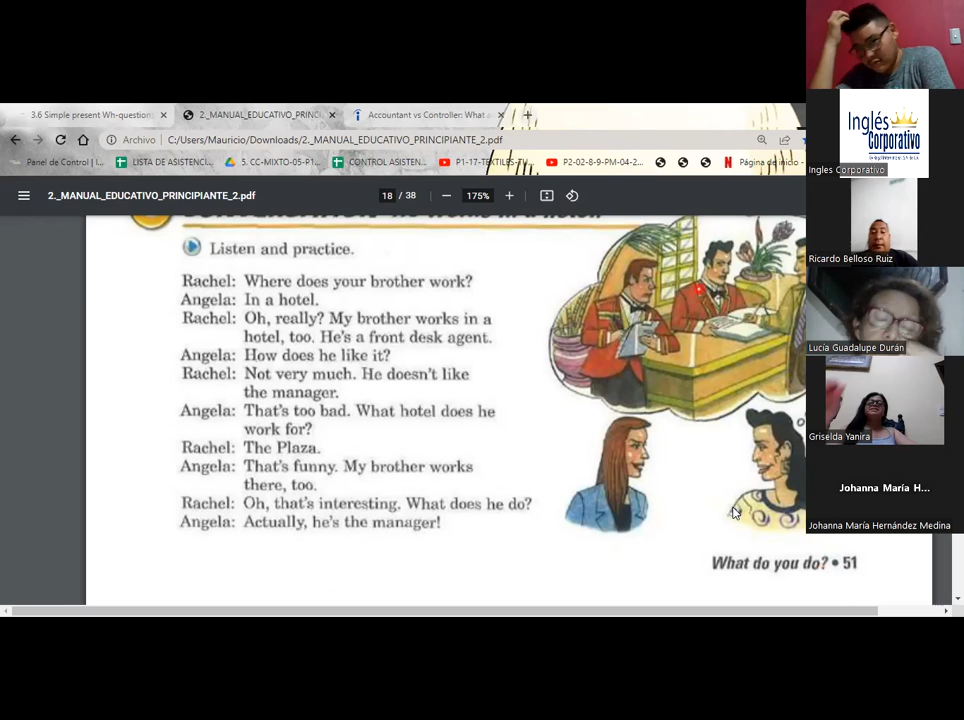 3.6 Simple present Wh-question
2._MANUAL_EDUCATIVO_PRINCI
Accountant vs Controller: What
Archivo
C:/Users/Mauricio/Downloads/2._MANUAL_EDUCATIVO_PRINCIPIANTE_2.pdf
Panel de Control | I...
LISTA DE ASISTENCI...
5. CC-MIXTO-05-P1...
CONTROL ASISTEN...
P1-17-TEXTILES-TU...
P2-02-8-9-PM-04-2...
Página de inicio -
2._MANUAL_EDUCATIVO_PRINCIPIANTE_2.pdf
18 / 38
175%
Listen and practice.
Rachel: Where does your brother work?
Angela: In a hotel.
Rachel: Oh, really? My brother works in a
hotel, too. He's a front desk agent.
Angela: How does he like it?
Rachel: Not very much. He doesn't like
the manager.
Angela: That's too bad. What hotel does he
work for?
Rachel: The Plaza.
Angela: That's funny. My brother works
there, too.
Rachel: Oh, that's interesting. What does he do?
Angela: Actually, he's the manager!
What do you do? • 51
Inglés
Corporativo
Ingles Corporativo
Ricardo Belloso Ruiz
Lucía Guadalupe Durán
Griselda Yanira
Johanna María H...
Johanna María Hernández Medina